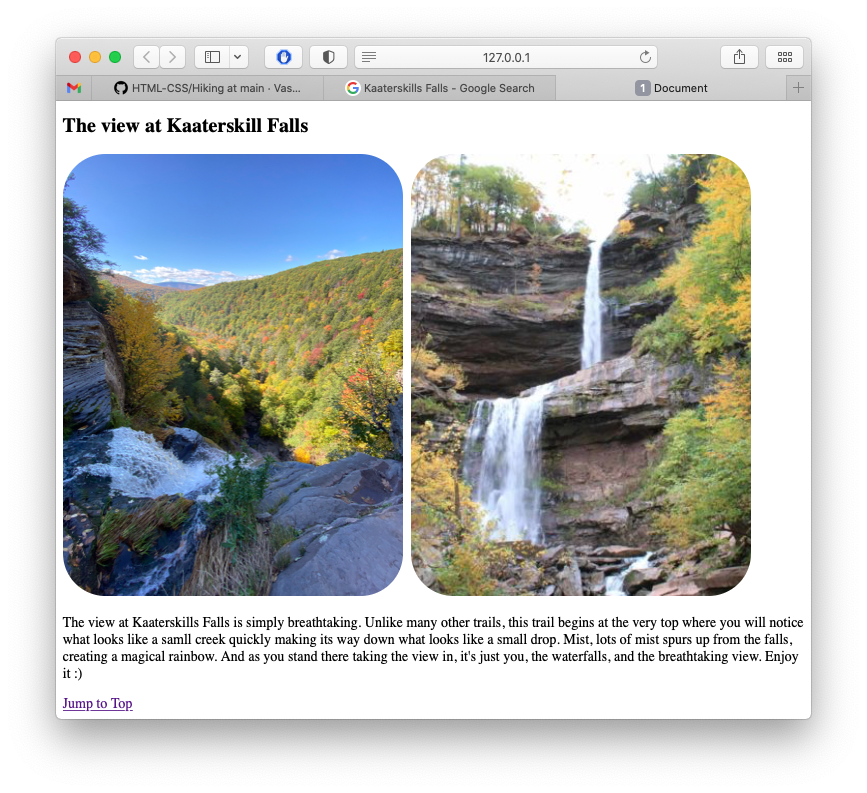 127.0.0.1
HTML-CSS/Hiking at main · Vas...
Kaaterskills Falls - Google Search
1 Document
The view at Kaaterskill Falls
The view at Kaaterskills Falls is simply breathtaking. Unlike many other trails, this trail begins at the very top where you will notice
what looks like a samll creek quickly making its way down what looks like a small drop. Mist, lots of mist spurs up from the falls,
creating a magical rainbow. And as you stand there taking the view in, it's just you, the waterfalls, and the breathtaking view. Enjoy
it :)
Jump to Top